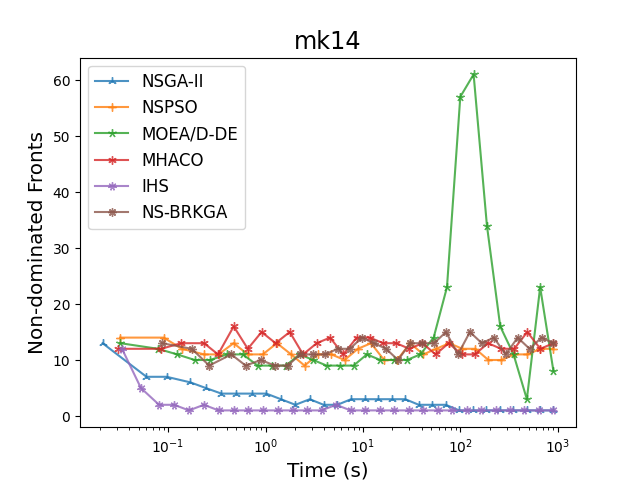 mk14
Non-dominated Fronts
60
50
40
30
20
10
0
NSGA-II
NSPSO
MOEA/D-DE
MHACO
IHS
NS-BRKGA
10⁻¹ 10⁰ 10¹ 10² 10³
Time (s)